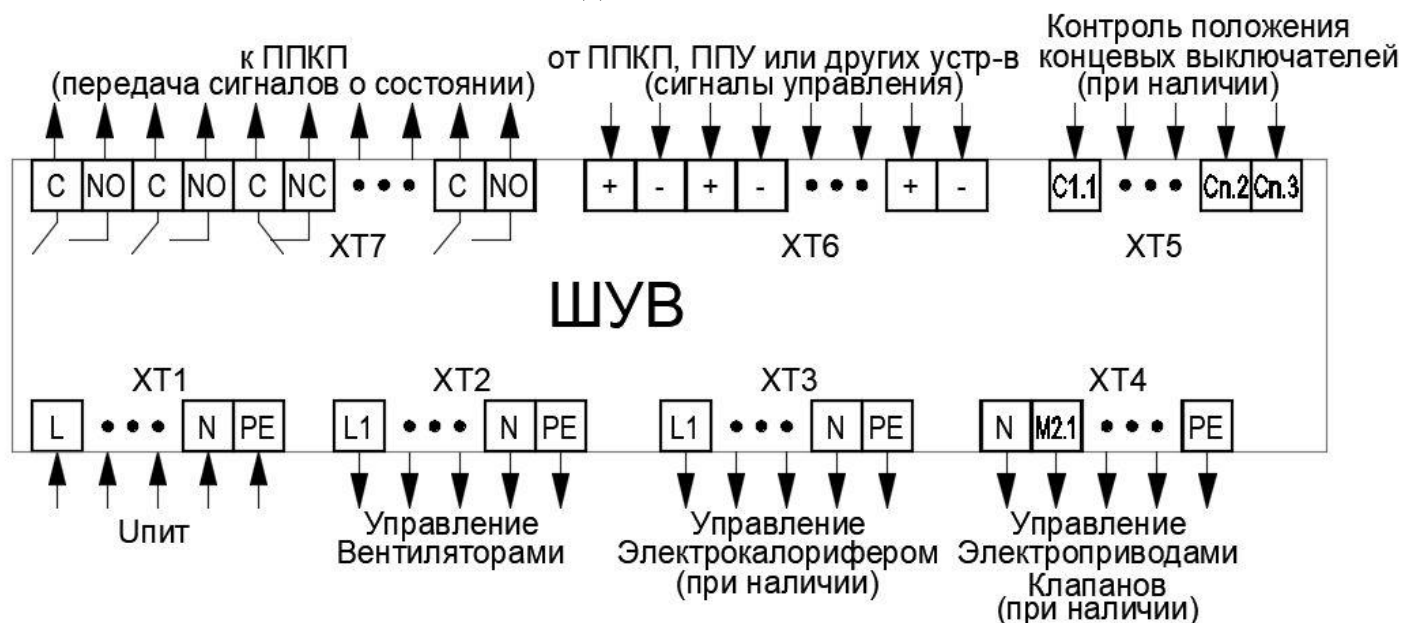 к ППКП
(передача сигналов о состоянии)
от ППКП, ППУ или других устр-в
(сигналы управления)
Контроль положения
концевых выключателей
(при наличии)
C NO C NO C NC C NO
+ - + - + -
C1.1 Cn.2 Cn.3
XT7
XT6
XT5
ШУВ
XT1
XT2
XT3
XT4
L N PE
L1 N PE
L1 N PE
N M2.1 PE
Uпит
Управление
Вентиляторами
Управление
Электрокалорифером
(при наличии)
Управление
Электроприводами
Клапанов
(при наличии)